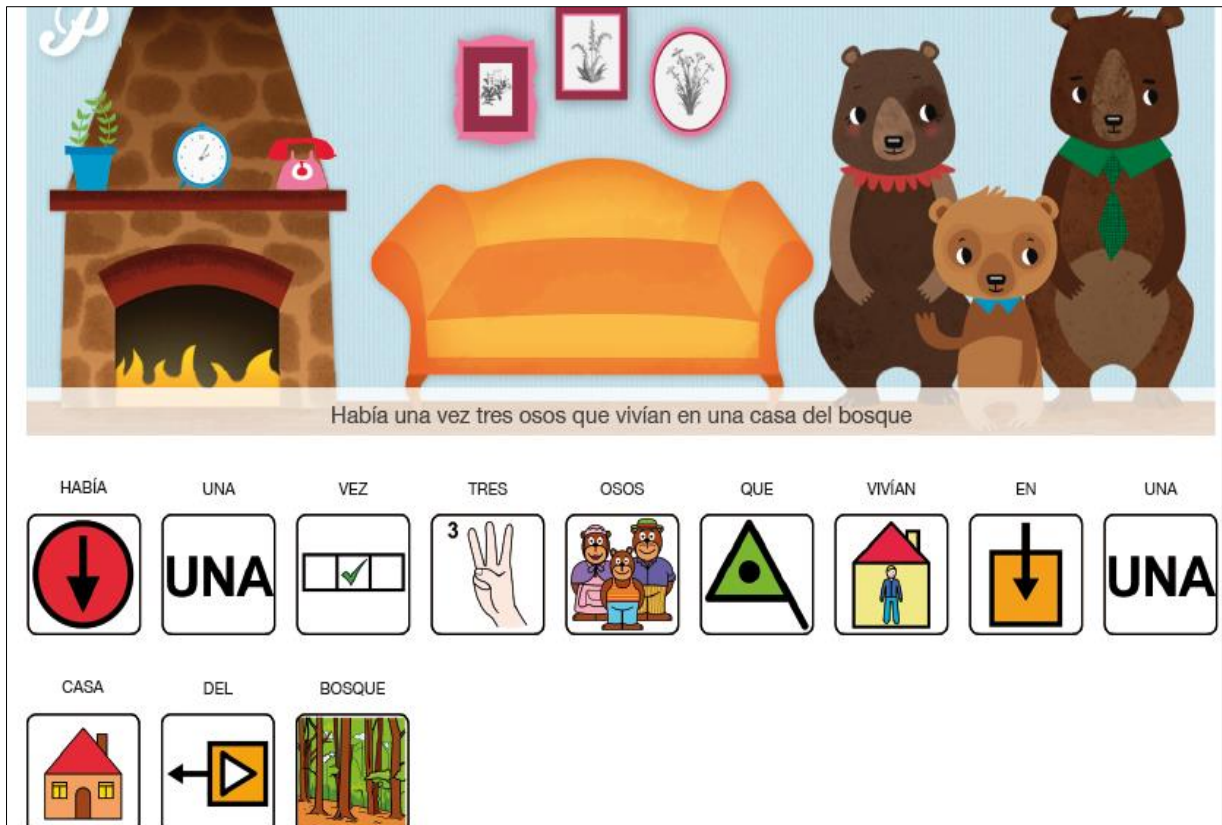 P
Había una vez tres osos que vivían en una casa del bosque
HABÍA UNA VEZ TRES OSOS QUE VIVÍAN EN UNA
UNA 3 UNA
CASA DEL BOSQUE